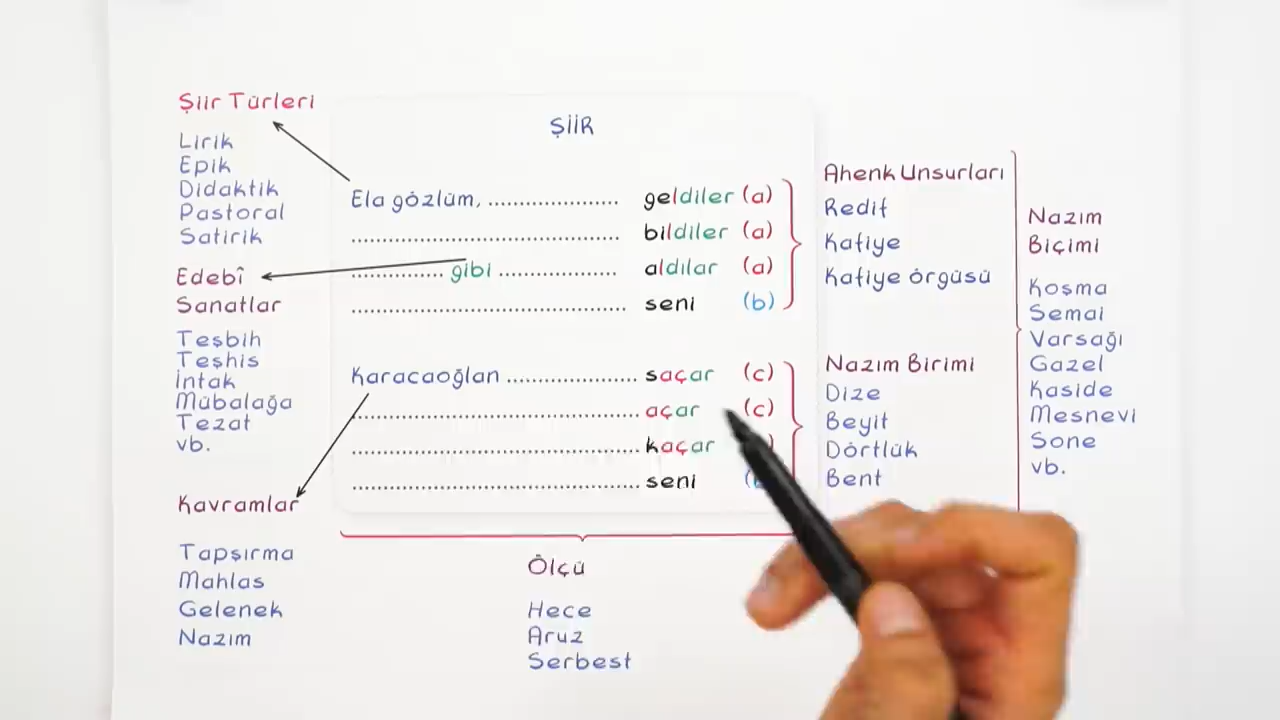 Şiir Türleri
Lirik
Epik
Didaktik
Pastoral
Satirik
Edebî
Sanatlar
Teşbih
Teşhis
İntak
Mübalağa
Tezat
vb.
Kavramlar
Tapşırma
Mahlas
Gelenek
Nazım
ŞİİR
Ela gözlüm, .................... geldiler (a)
........................................ bildiler (a)
.............. gibi .................. aldılar (a)
........................................ seni (b)
Karacaoğlan .................... saçar (c)
........................................ açar (c)
........................................ kaçar
........................................ seni
Ölçü
Hece
Aruz
Serbest
Ahenk Unsurları
Redif
Kafiye
Kafiye örgüsü
Nazım Birimi
Dize
Beyit
Dörtlük
Bent
Nazım
Biçimi
Koşma
Semai
Varsağı
Gazel
Kaside
Mesnevi
Sone
vb.